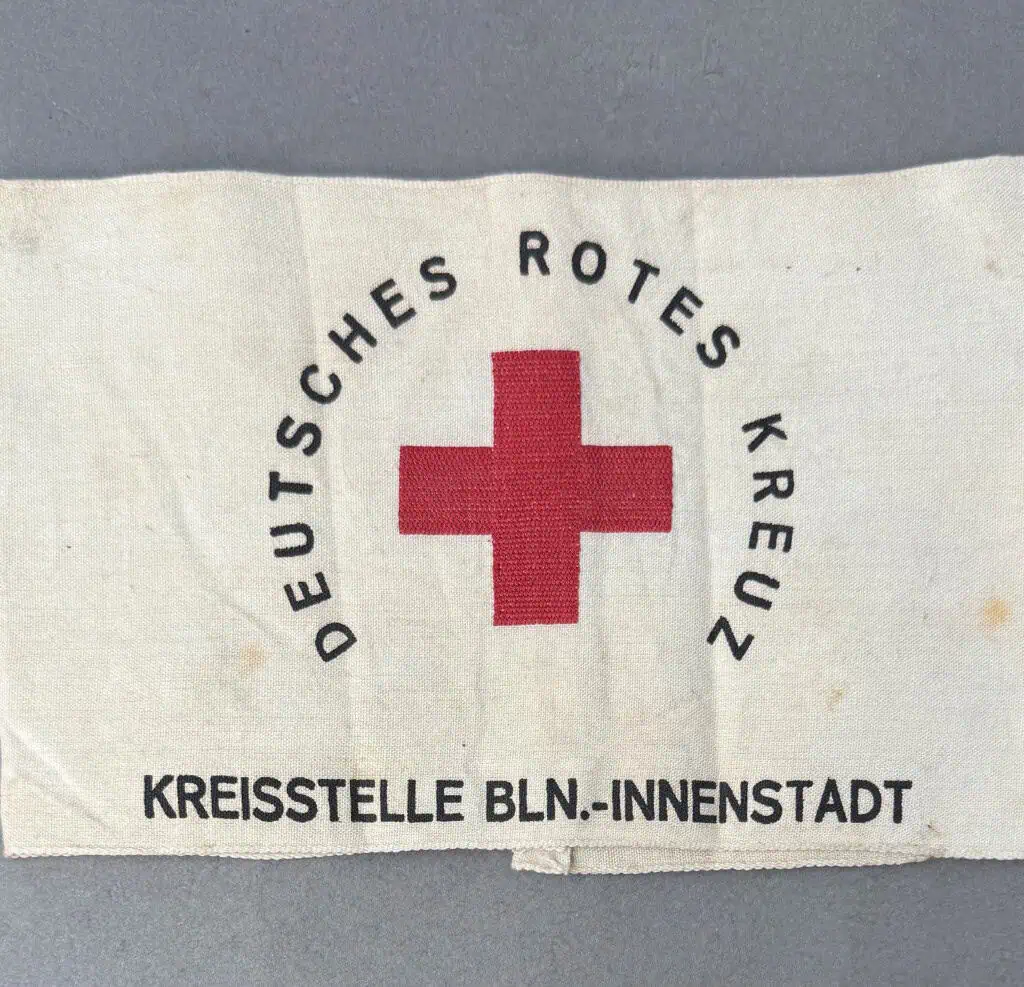 DEUTSCHES ROTES KREUZ
KREISSTELLE BLN.-INNENSTADT